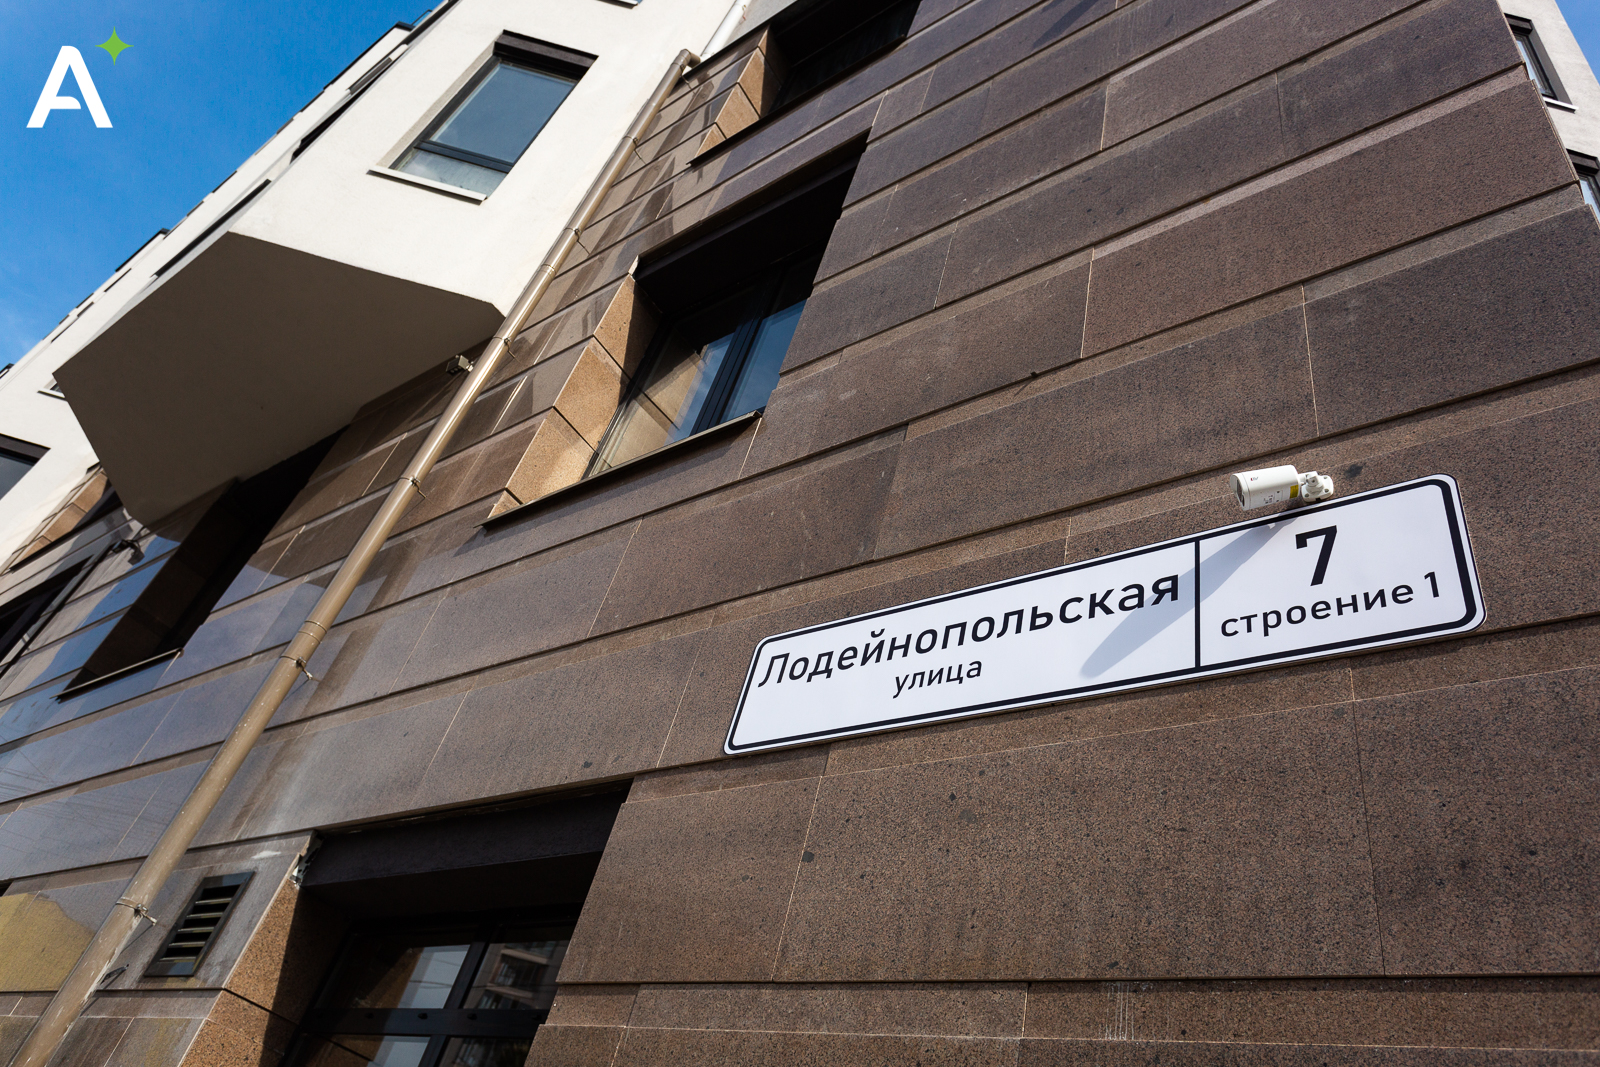 A
Лодейнопольская
улица
7
строение 1